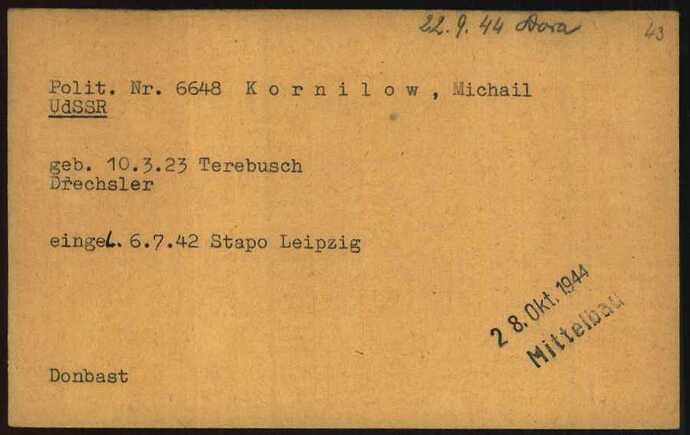 22.9.44 Dora
43
Polit. Nr. 6648 K o r n i l o w , Michail
UdSSR
geb. 10.3.23 Terebusch
Drechsler
eingel. 6.7.42 Stapo Leipzig
28. Okt. 1944
Mittelbau
Donbast